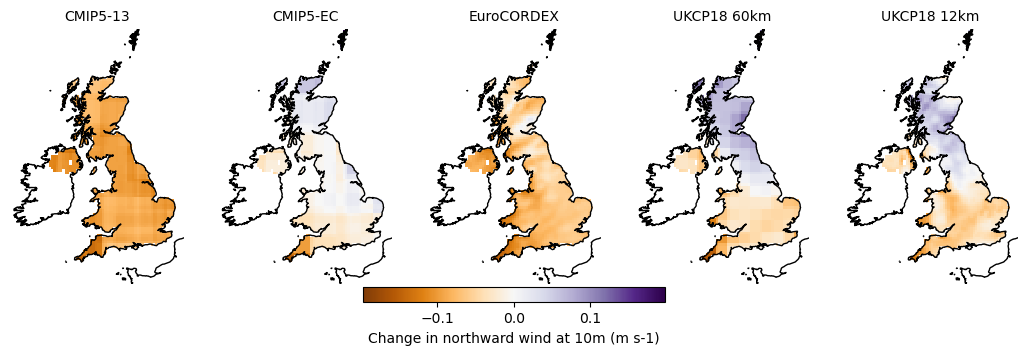 CMIP5-13 CMIP5-EC EuroCORDEX UKCP18 60km UKCP18 12km
−0.1 0.0 0.1
Change in northward wind at 10m (m s-1)